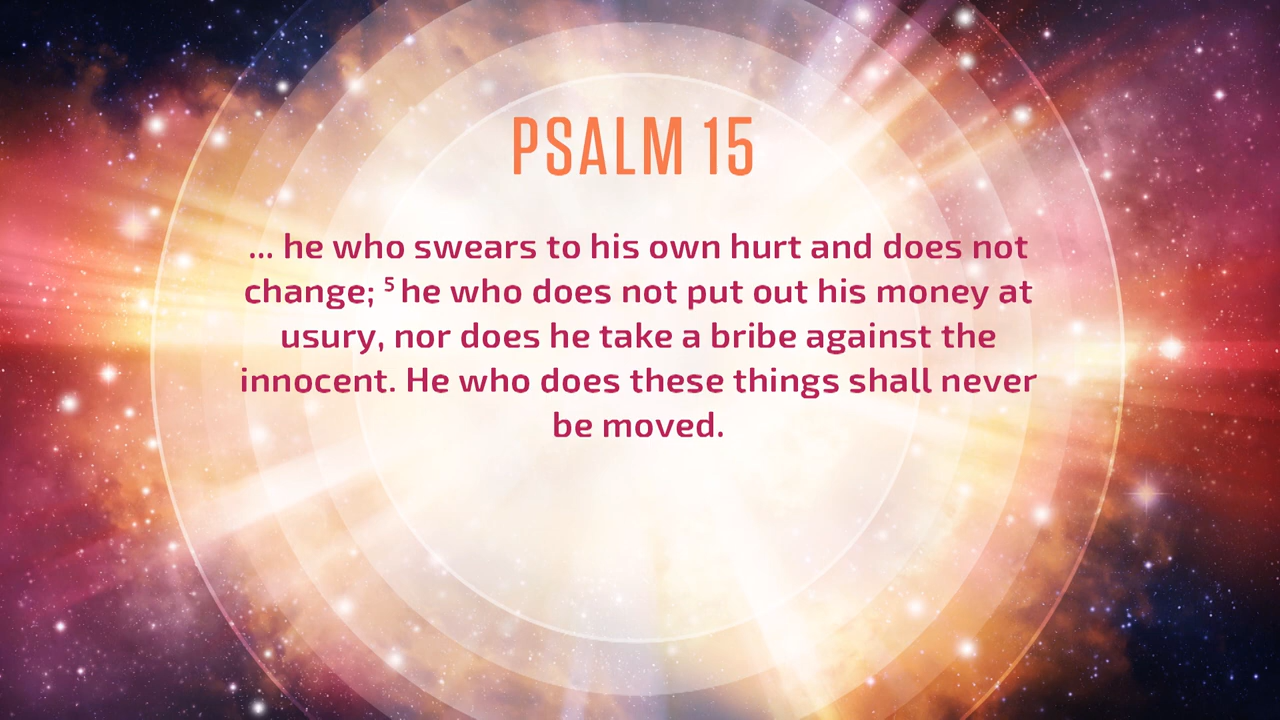 PSALM 15
... he who swears to his own hurt and does not
change; ⁵ he who does not put out his money at
usury, nor does he take a bribe against the
innocent. He who does these things shall never
be moved.